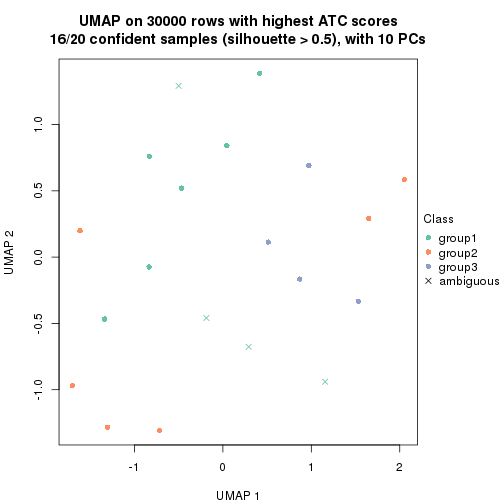 UMAP on 30000 rows with highest ATC scores
16/20 confident samples (silhouette > 0.5), with 10 PCs
UMAP 2
1.0
0.5
0.0
-0.5
-1.0
-1
0
1
2
UMAP 1
Class
group1
group2
group3
ambiguous